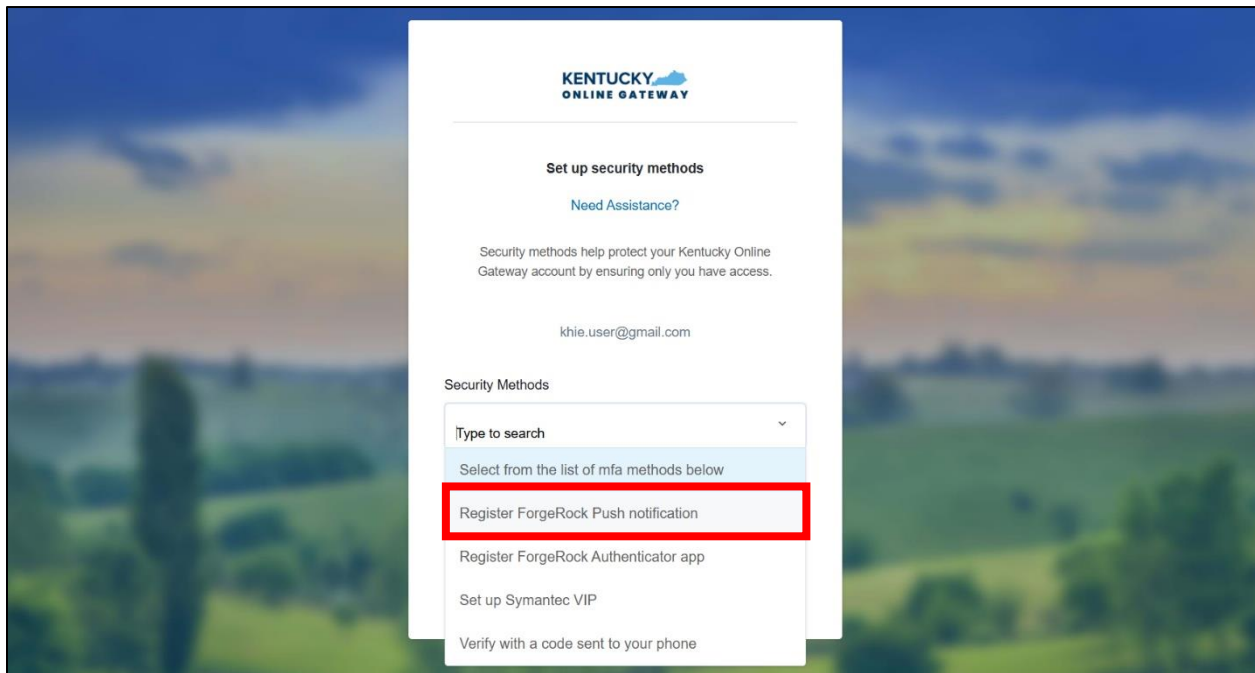 KENTUCKY
ONLINE GATEWAY
Set up security methods
Need Assistance?
Security methods help protect your Kentucky Online
Gateway account by ensuring only you have access.
khie.user@gmail.com
Security Methods
Type to search
Select from the list of mfa methods below
Register ForgeRock Push notification
Register ForgeRock Authenticator app
Set up Symantec VIP
Verify with a code sent to your phone